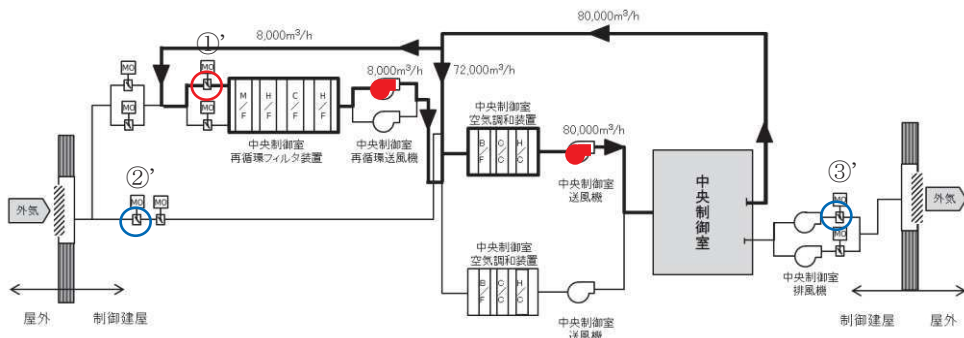 80,000m³/h
8,000m³/h
①’
MO
MO
8,000m³/h
72,000m³/h
MO
MO
M/F
H/F
C/F
H/F
中央制御室
再循環フィルタ装置
中央制御室
再循環送風機
中央制御室
空気調和装置
80,000m³/h
B/F
C/C
H/C
中央制御室
送風機
中央制御室
②’
MO
MO
外気
③’
MO
MO
外気
中央制御室
排風機
中央制御室
空気調和装置
B/F
C/C
H/C
中央制御室
送風機
屋外
制御建屋
制御建屋
屋外